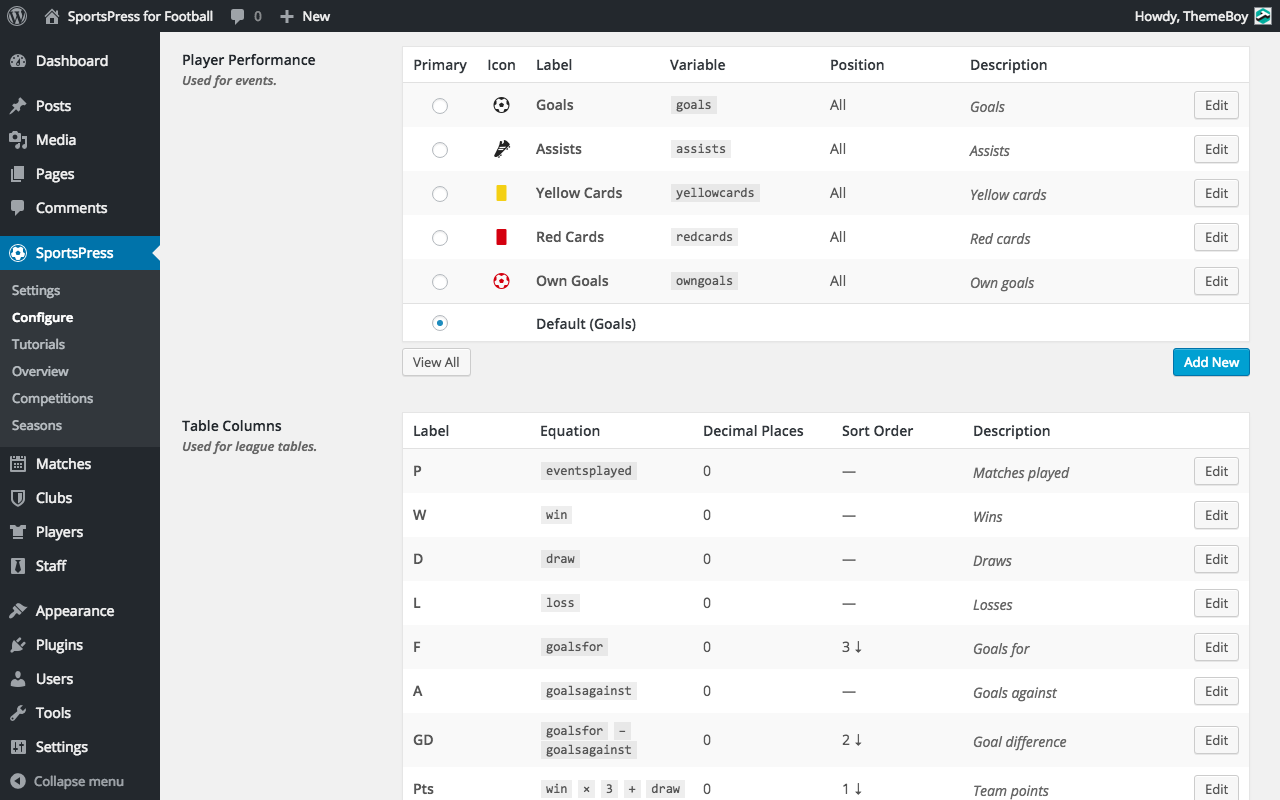 SportsPress for Football 0 New Howdy, ThemeBoy
Dashboard
Posts
Media
Pages
Comments
SportsPress
Settings
Configure
Tutorials
Overview
Competitions
Seasons
Matches
Clubs
Players
Staff
Appearance
Plugins
Users
Tools
Settings
Collapse menu
Player Performance
Used for events.
Primary Icon Label Variable Position Description
Goals goals All Goals Edit
Assists assists All Assists Edit
Yellow Cards yellowcards All Yellow cards Edit
Red Cards redcards All Red cards Edit
Own Goals owngoals All Own goals Edit
Default (Goals)
View All Add New
Table Columns
Used for league tables.
Label Equation Decimal Places Sort Order Description
P eventsplayed 0 — Matches played Edit
W win 0 — Wins Edit
D draw 0 — Draws Edit
L loss 0 — Losses Edit
F goalsfor 0 3 ↓ Goals for Edit
A goalsagainst 0 — Goals against Edit
GD goalsfor − goalsagainst 0 2 ↓ Goal difference Edit
Pts win × 3 + draw 0 1 ↓ Team points Edit